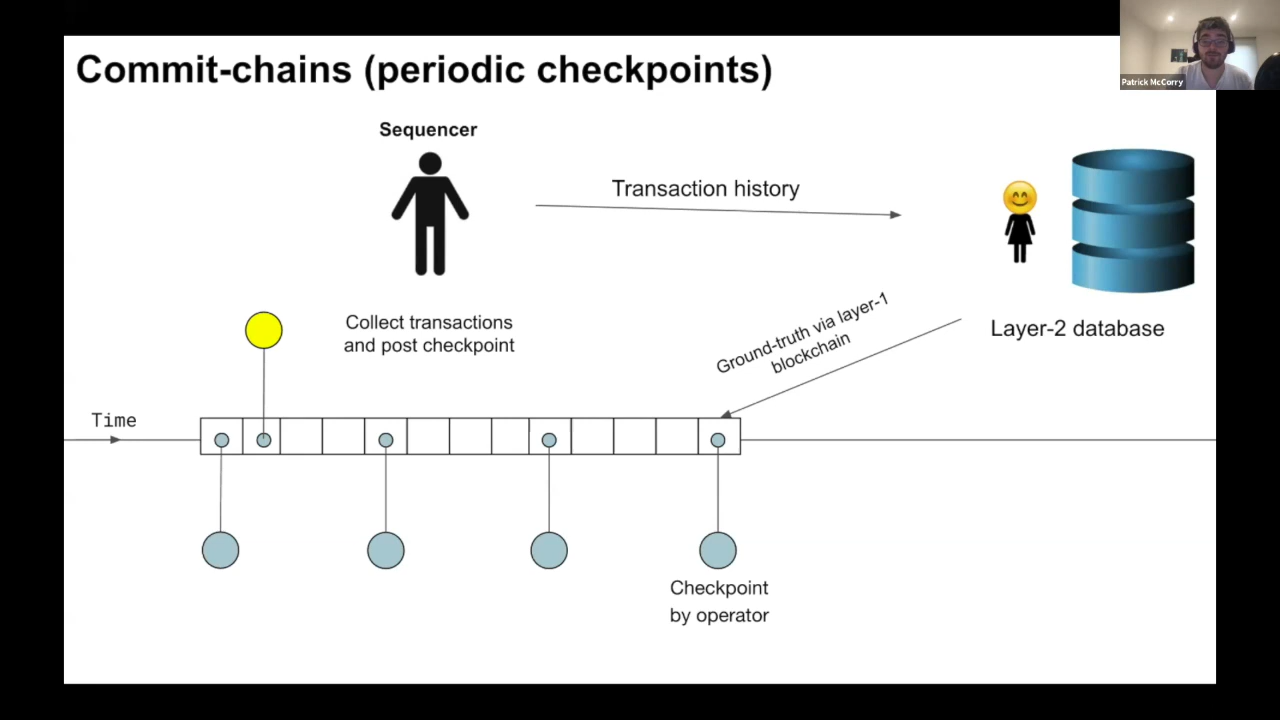 Commit-chains (periodic checkpoints)
Patrick McCorry
Sequencer
Transaction history
Collect transactions
and post checkpoint
Ground-truth via layer-1
blockchain
Layer-2 database
Time
Checkpoint
by operator